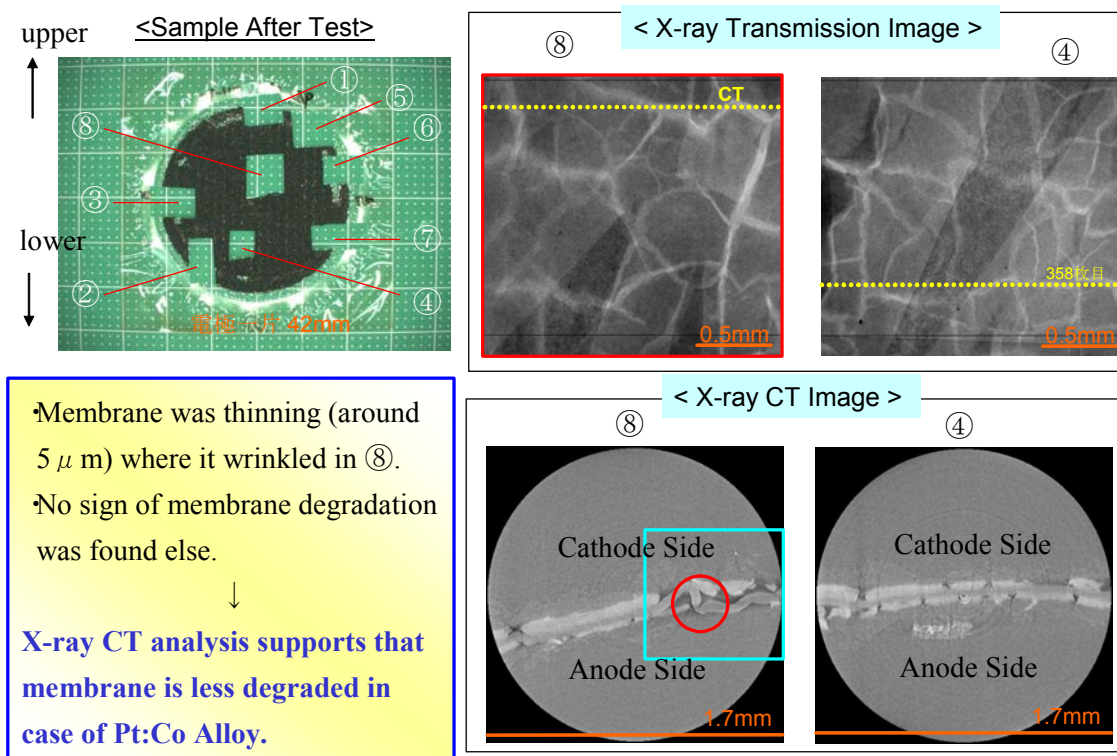 <Sample After Test>
upper
lower
①
⑤
⑧
⑥
③
⑦
②
④
片 42mm
< X-ray Transmission Image >
⑧
④
CT
358枚目
0.5mm
0.5mm
・Membrane was thinning (around
5μm) where it wrinkled in ⑧.
・No sign of membrane degradation
was found else.
↓
X-ray CT analysis supports that
membrane is less degraded in
case of Pt:Co Alloy.
< X-ray CT Image >
⑧
④
Cathode Side
Anode Side
1.7mm
Cathode Side
Anode Side
1.7mm